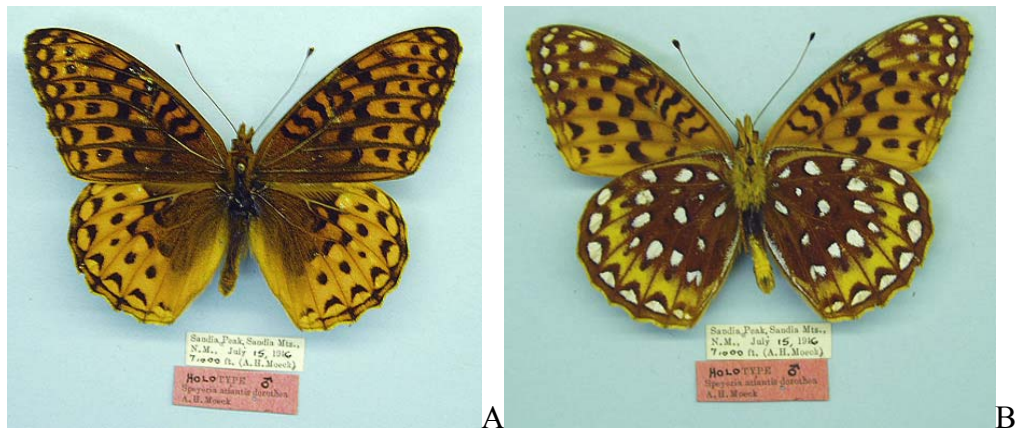 Sandia Peak, Sandia Mts.,
N.M., July 15, 1946
7,000 ft. (A.H. Moeck)
HOLOTYPE ♂
Speyeria atlantis dorothea
A. H. Moeck
A
Sandia Peak, Sandia Mts.,
N.M., July 15, 1946
7,000 ft. (A.H. Moeck)
HOLOTYPE ♂
Speyeria atlantis dorothea
A. H. Moeck
B